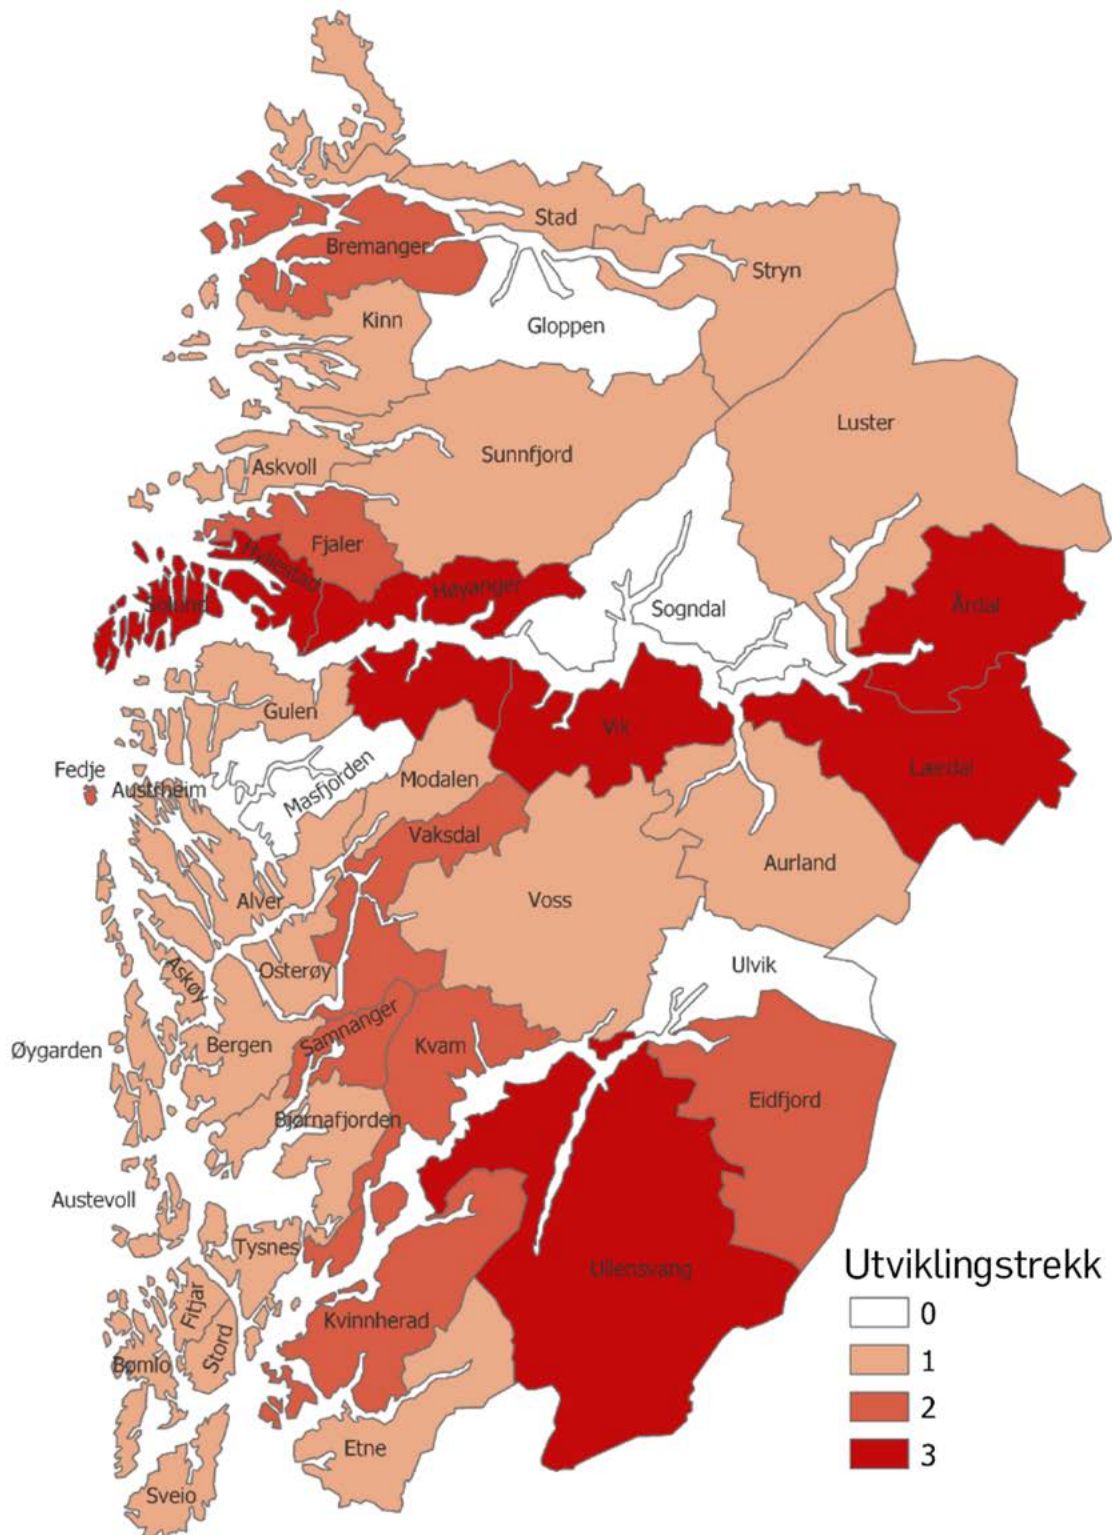 Stad
Bremanger
Stryn
Kinn
Gloppen
Luster
Sunnfjord
Askvoll
Fjaler
Hyllestad
Høyanger
Solund
Sogndal
Årdal
Gulen
Vik
Lærdal
Fedje
Austrheim
Masfjorden
Modalen
Vaksdal
Aurland
Alver
Voss
Ulvik
Askøy
Osterøy
Samnanger
Øygarden
Bergen
Kvam
Eidfjord
Bjørnafjorden
Austevoll
Tysnes
Ullensvang
Fitjar
Kvinnherad
Stord
Bømlo
Etne
Sveio
Utviklingstrekk
0
1
2
3